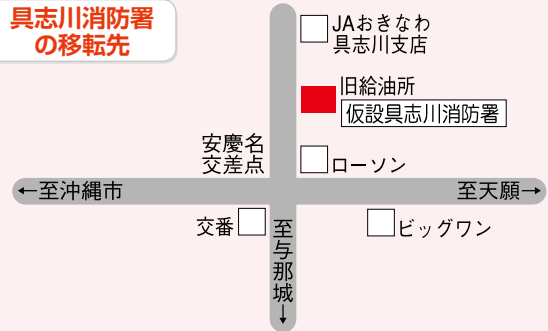 具志川消防署
の移転先
JAおきなわ
具志川支店
旧給油所
仮設具志川消防署
安慶名
交差点
ローソン
←至沖縄市
至天願→
交番
至与那城→
ビッグワン